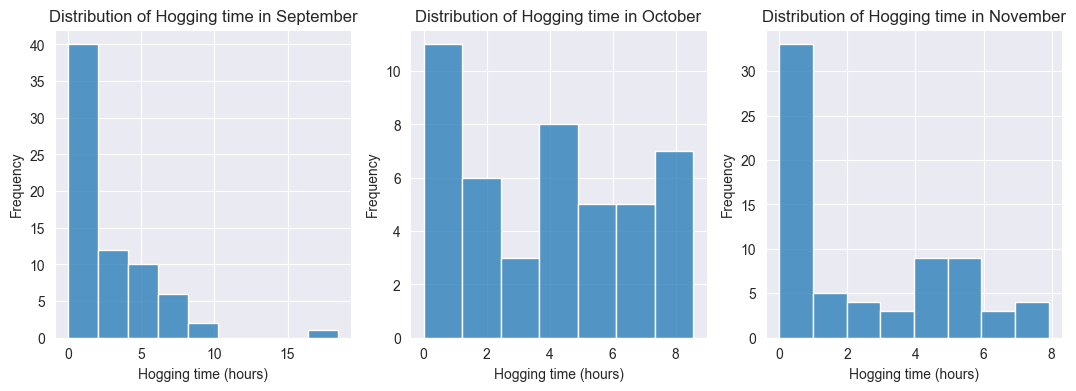 Distribution of Hogging time in September
40
35
30
25
20
15
10
5
0
Frequency
0 5 10 15
Hogging time (hours)
Distribution of Hogging time in October
10
8
6
4
2
0
Frequency
0 2 4 6 8
Hogging time (hours)
Distribution of Hogging time in November
30
25
20
15
10
5
0
Frequency
0 2 4 6 8
Hogging time (hours)